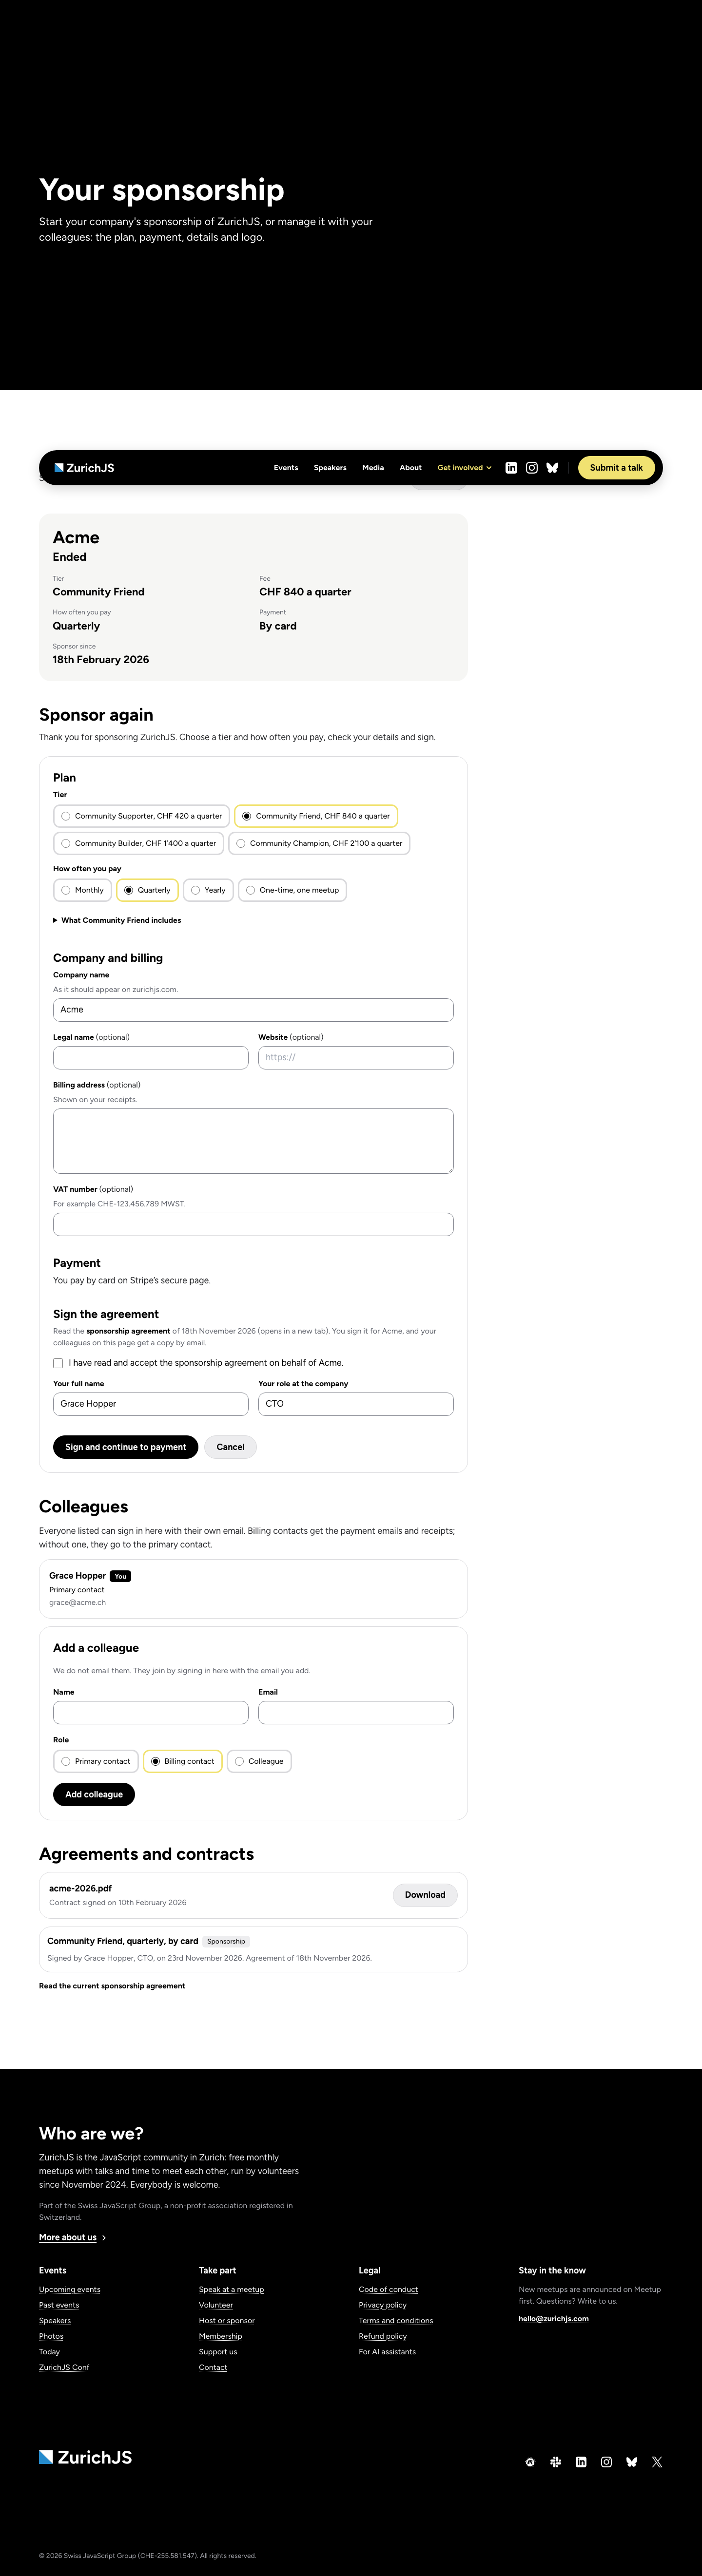 Your sponsorship
Start your company's sponsorship of ZurichJS, or manage it with your
colleagues: the plan, payment, details and logo.
ZurichJS
Events
Speakers
Media
About
Get involved
Submit a talk
Acme
Ended
Tier
Community Friend
Fee
CHF 840 a quarter
How often you pay
Quarterly
Payment
By card
Sponsor since
18th February 2026
Sponsor again
Thank you for sponsoring ZurichJS. Choose a tier and how often you pay, check your details and sign.
Plan
Tier
Community Supporter, CHF 420 a quarter
Community Friend, CHF 840 a quarter
Community Builder, CHF 1'400 a quarter
Community Champion, CHF 2'100 a quarter
How often you pay
Monthly
Quarterly
Yearly
One-time, one meetup
What Community Friend includes
Company and billing
Company name
As it should appear on zurichjs.com.
Acme
Legal name (optional)
Website (optional)
https://
Billing address (optional)
Shown on your receipts.
VAT number (optional)
For example CHE-123.456.789 MWST.
Payment
You pay by card on Stripe's secure page.
Sign the agreement
Read the sponsorship agreement of 18th November 2026 (opens in a new tab). You sign it for Acme, and your
colleagues on this page get a copy by email.
I have read and accept the sponsorship agreement on behalf of Acme.
Your full name
Your role at the company
Grace Hopper
CTO
Sign and continue to payment
Cancel
Colleagues
Everyone listed can sign in here with their own email. Billing contacts get the payment emails and receipts;
without one, they go to the primary contact.
Grace Hopper
You
Primary contact
grace@acme.ch
Add a colleague
We do not email them. They join by signing in here with the email you add.
Name
Email
Role
Primary contact
Billing contact
Colleague
Add colleague
Agreements and contracts
acme-2026.pdf
Contract signed on 10th February 2026
Download
Community Friend, quarterly, by card
Sponsorship
Signed by Grace Hopper, CTO, on 23rd November 2026. Agreement of 18th November 2026.
Read the current sponsorship agreement
Who are we?
ZurichJS is the JavaScript community in Zurich: free monthly
meetups with talks and time to meet each other, run by volunteers
since November 2024. Everybody is welcome.
Part of the Swiss JavaScript Group, a non-profit association registered in
Switzerland.
More about us
Events
Upcoming events
Past events
Speakers
Photos
Today
ZurichJS Conf
Take part
Speak at a meetup
Volunteer
Host or sponsor
Membership
Support us
Contact
Legal
Code of conduct
Privacy policy
Terms and conditions
Refund policy
For AI assistants
Stay in the know
New meetups are announced on Meetup
first. Questions? Write to us.
hello@zurichjs.com
ZurichJS
© 2026 Swiss JavaScript Group (CHE-255.581.547). All rights reserved.